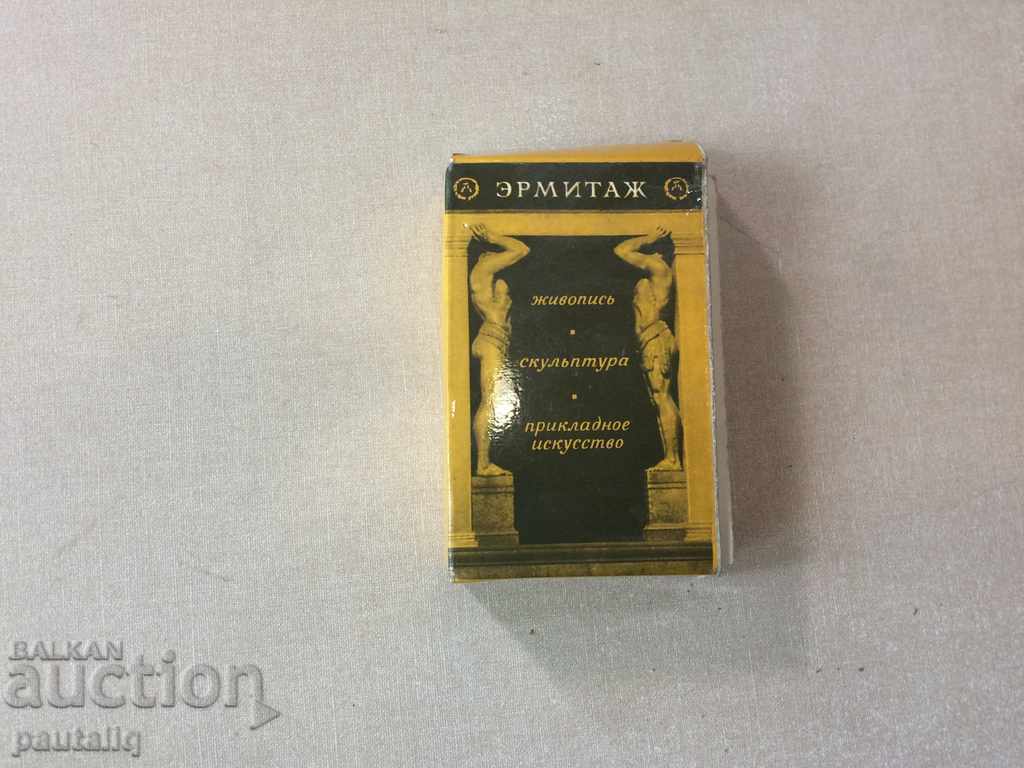 ЭРМИТАЖ
живопись
скульптура
прикладное
искусство
BALKAN
auction
pautaliq